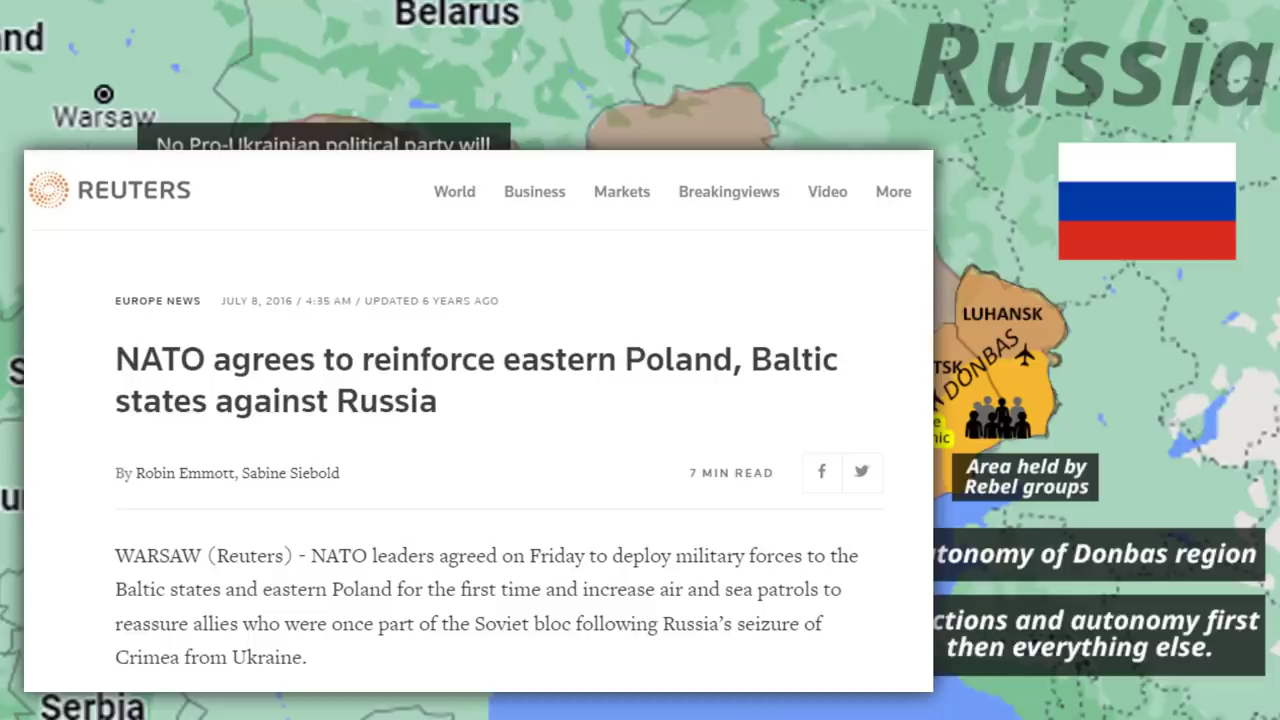 Belarus
Russia
Warsaw
No Pro-Ukrainian political party will
REUTERS
World Business Markets Breakingviews Video More
EUROPE NEWS JULY 8, 2016 / 4:35 AM / UPDATED 6 YEARS AGO
NATO agrees to reinforce eastern Poland, Baltic
states against Russia
By Robin Emmott, Sabine Siebold
7 MIN READ
WARSAW (Reuters) - NATO leaders agreed on Friday to deploy military forces to the
Baltic states and eastern Poland for the first time and increase air and sea patrols to
reassure allies who were once part of the Soviet bloc following Russia's seizure of
Crimea from Ukraine.
LUHANSK
DONBAS
Area held by
Rebel groups
tonomy of Donbas region
ctions and autonomy first
then everything else.
Serbia